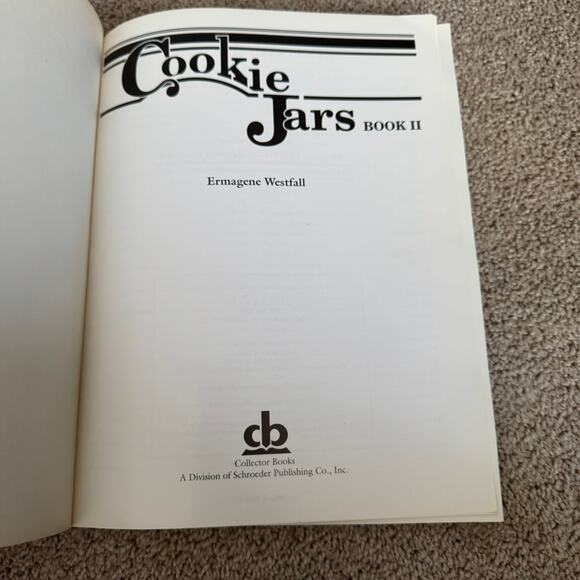 Cookie
Jars BOOK II
Ermagene Westfall
cb
Collector Books
A Division of Schroeder Publishing Co., Inc.